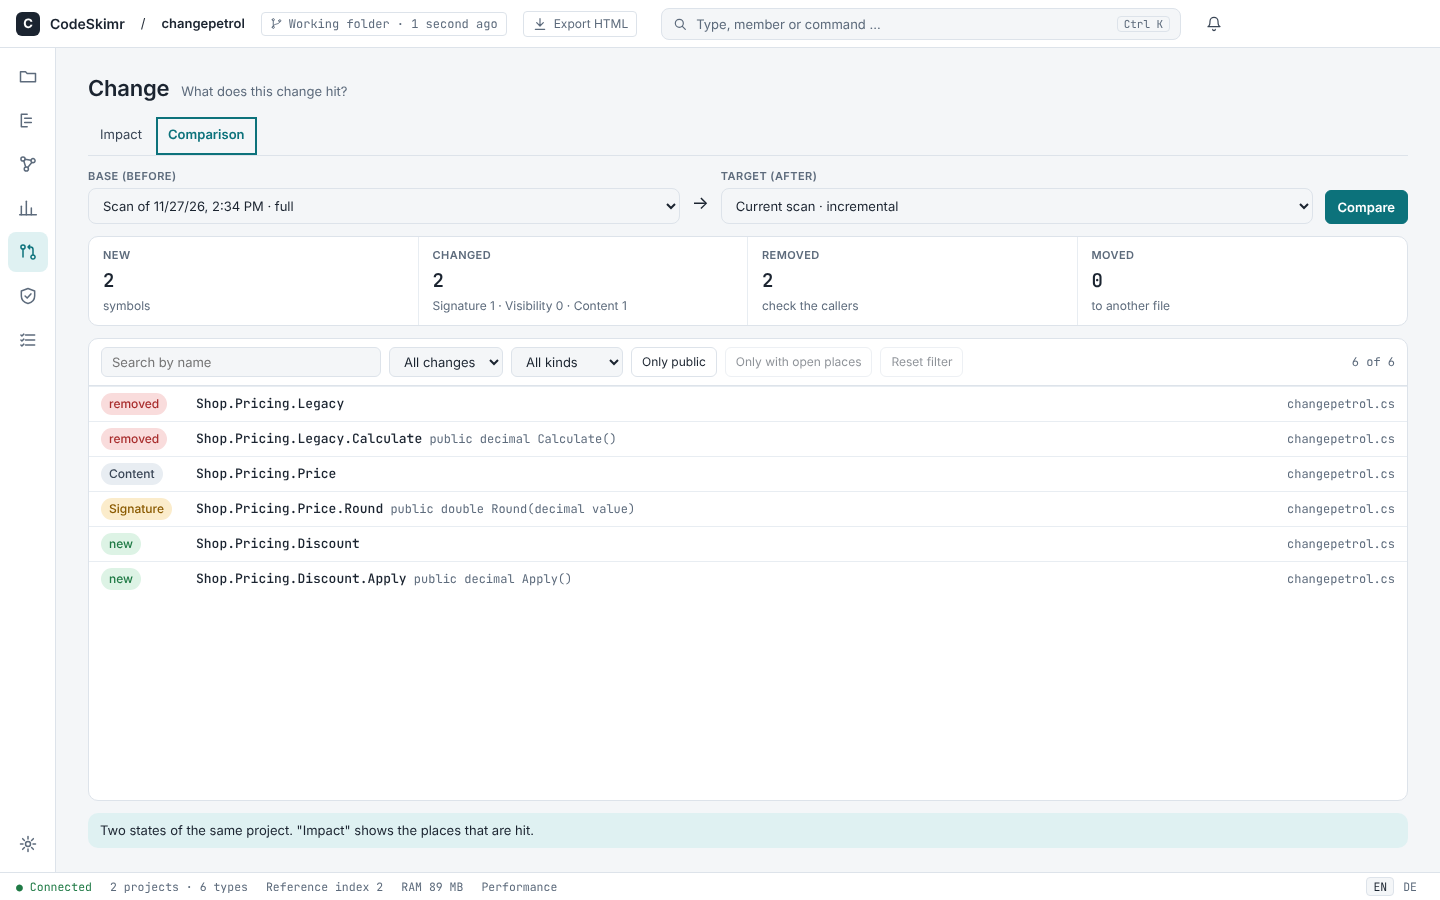 C CodeSkimr / changepetrol Working folder · 1 second ago Export HTML Type, member or command ... Ctrl K
Change What does this change hit?
Impact Comparison
BASE (BEFORE) TARGET (AFTER)
Scan of 11/27/26, 2:34 PM · full → Current scan · incremental Compare
NEW CHANGED REMOVED MOVED
2 2 2 0
symbols Signature 1 · Visibility 0 · Content 1 check the callers to another file
Search by name All changes All kinds Only public Only with open places Reset filter 6 of 6
removed Shop.Pricing.Legacy changepetrol.cs
removed Shop.Pricing.Legacy.Calculate public decimal Calculate() changepetrol.cs
Content Shop.Pricing.Price changepetrol.cs
Signature Shop.Pricing.Price.Round public double Round(decimal value) changepetrol.cs
new Shop.Pricing.Discount changepetrol.cs
new Shop.Pricing.Discount.Apply public decimal Apply() changepetrol.cs
Two states of the same project. "Impact" shows the places that are hit.
● Connected 2 projects · 6 types Reference index 2 RAM 89 MB Performance EN DE